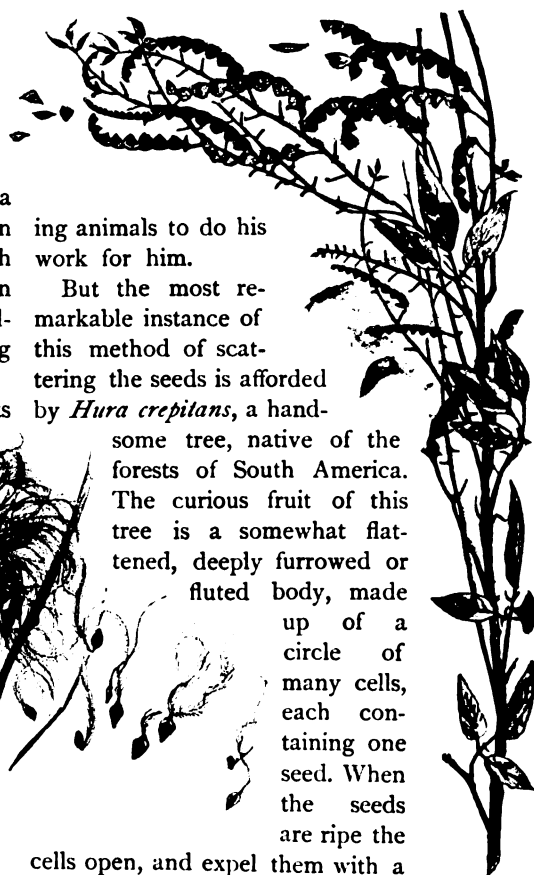 a
n
h
n
l-
g
s
ing animals to do his
work for him.
But the most re-
markable instance of
this method of scat-
tering the seeds is afforded
by Hura crepitans, a hand-
some tree, native of the
forests of South America.
The curious fruit of this
tree is a somewhat flat-
tened, deeply furrowed or
fluted body, made
up of a
circle of
many cells,
each con-
taining one
seed. When
the seeds
are ripe the
cells open, and expel them with a